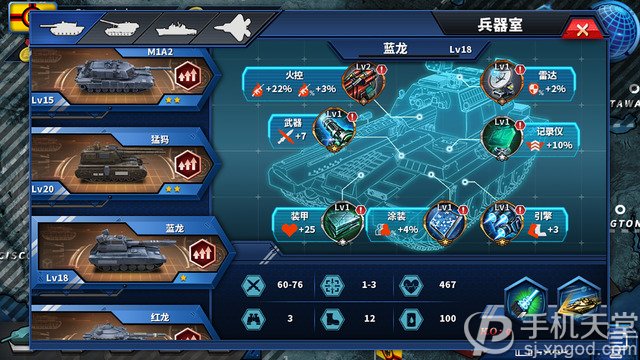 兵器室
M1A2
Lv15
猛犸
Lv20
蓝龙
Lv18
红龙
蓝龙 Lv18
火控
+22% +3%
Lv2
Lv1
雷达
+2%
武器
+7
Lv1
Lv1
记录仪
+10%
装甲
+25
Lv1
涂装
+4%
Lv1
Lv1
引擎
+3
60-76
1-3
467
3
12
100
手机天堂
sj.xpgod.com